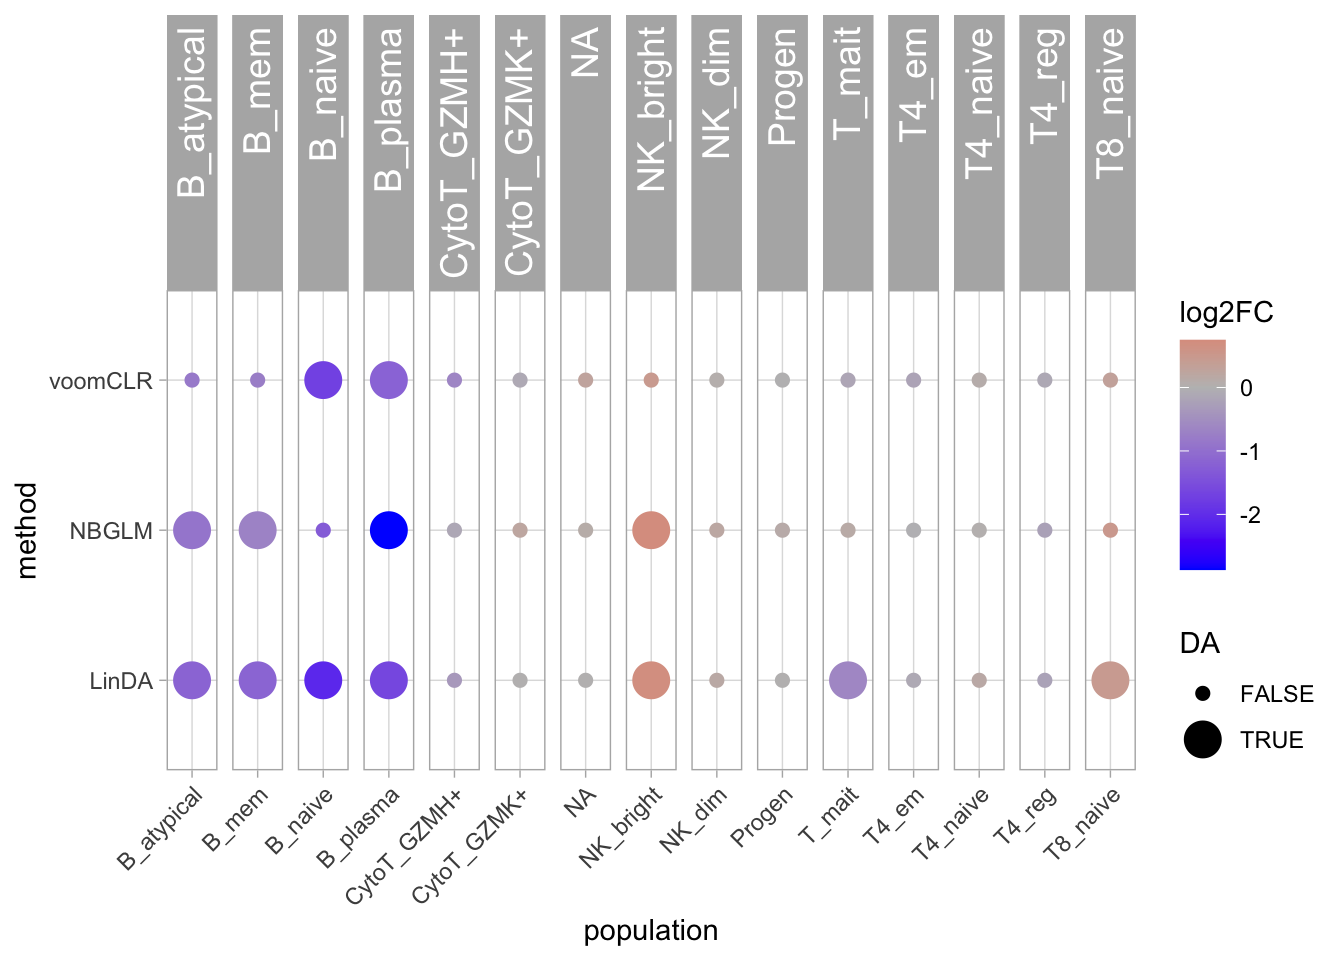 B_atypical
B_mem
B_naive
B_plasma
CytoT_GZMH+
CytoT_GZMK+
NA
NK_bright
NK_dim
Progen
T_mait
T4_em
T4_naive
T4_reg
T8_naive
method
voomCLR
NBGLM
LinDA
log2FC
0
-1
-2
DA
FALSE
TRUE
B_atypical
B_mem
B_naive
B_plasma
CytoT_GZMH+
CytoT_GZMK+
NA
NK_bright
NK_dim
Progen
T_mait
T4_em
T4_naive
T4_reg
T8_naive
population